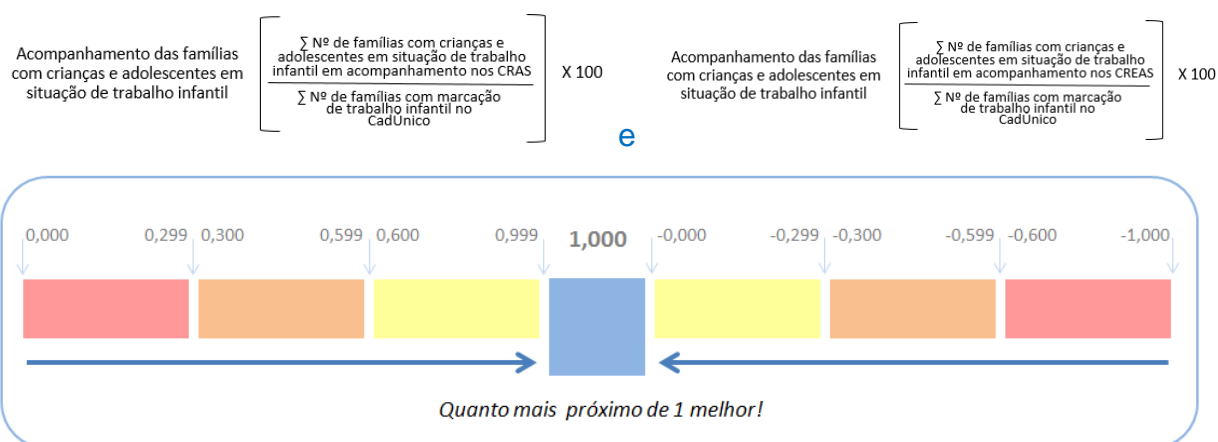 Acompanhamento das famílias
com crianças e adolescentes em
situação de trabalho infantil
∑ Nº de famílias com crianças e
adolescentes em situação de trabalho
infantil em acompanhamento nos CRAS
∑ Nº de famílias com marcação
de trabalho infantil no
CadÚnico
X 100
e
Acompanhamento das famílias
com crianças e adolescentes em
situação de trabalho infantil
∑ Nº de famílias com crianças e
adolescentes em situação de trabalho
infantil em acompanhamento nos CREAS
∑ Nº de famílias com marcação
de trabalho infantil no
CadÚnico
X 100
0,000 0,299 0,300 0,599 0,600 0,999 1,000 -0,000 -0,299 -0,300 -0,599 -0,600 -1,000
Quanto mais próximo de 1 melhor!